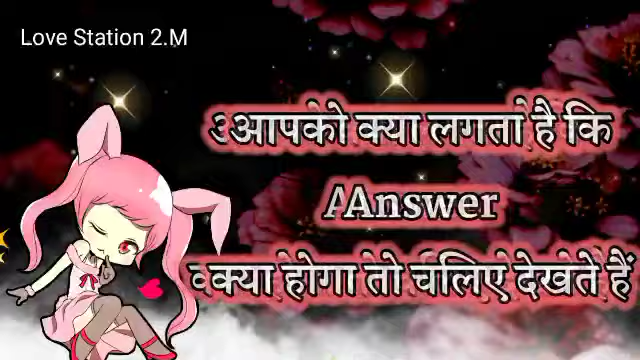 Love Station 2.M
आपको क्या लगता है कि
Answer
क्या होगा तो चलिए देखते हैं